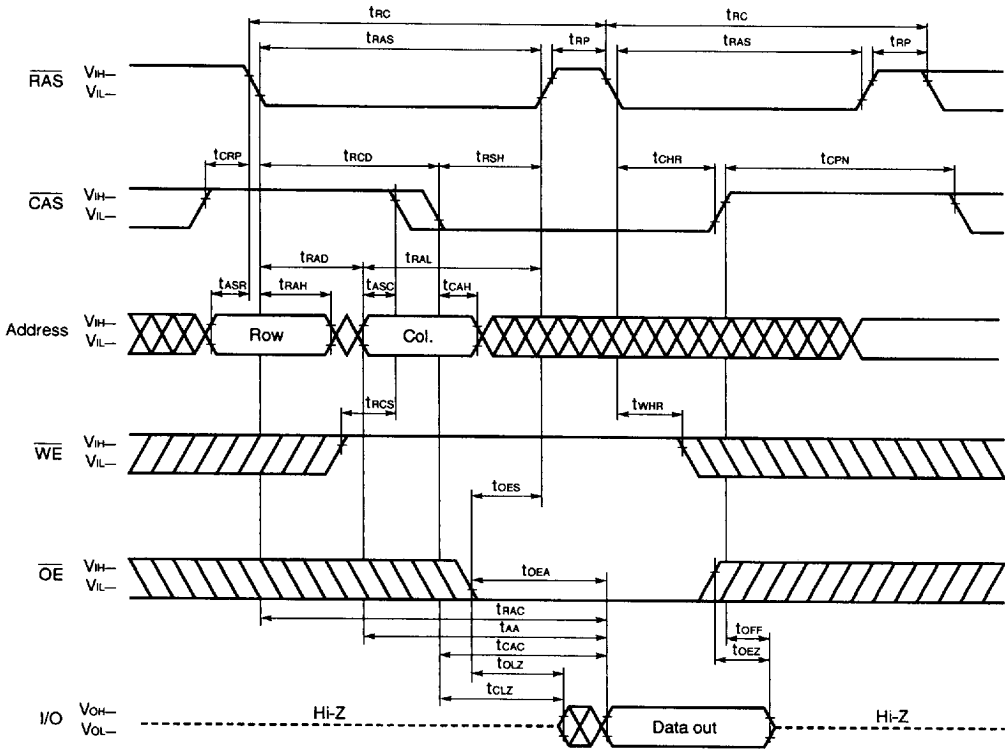 tRC tRC
tRAS tRP tRAS tRP
RAS VIH– VIL–
tCRP tRCD tRSH tCHR tCPN
CAS VIH– VIL–
tRAD tRAL
tASR tRAH tASC tCAH
Address VIH– VIL– Row Col.
tRCS tWHR
WE VIH– VIL–
tOES
OE VIH– VIL–
tOEA
tRAC
tAA tOFF
tCAC tOEZ
tOLZ
tCLZ
I/O VOH– VOL– Hi-Z Data out Hi-Z